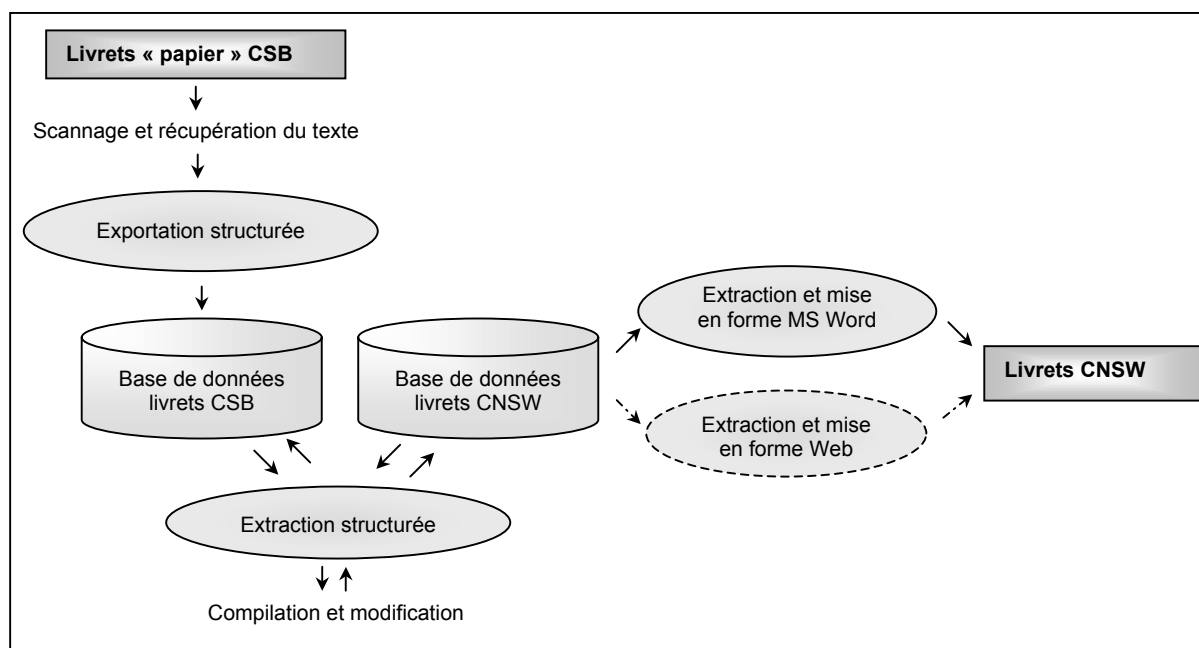 Livrets « papier » CSB
Scannage et récupération du texte
Exportation structurée
Base de données
livrets CSB
Base de données
livrets CNSW
Extraction et mise
en forme MS Word
Extraction et mise
en forme Web
Livrets CNSW
Extraction structurée
Compilation et modification